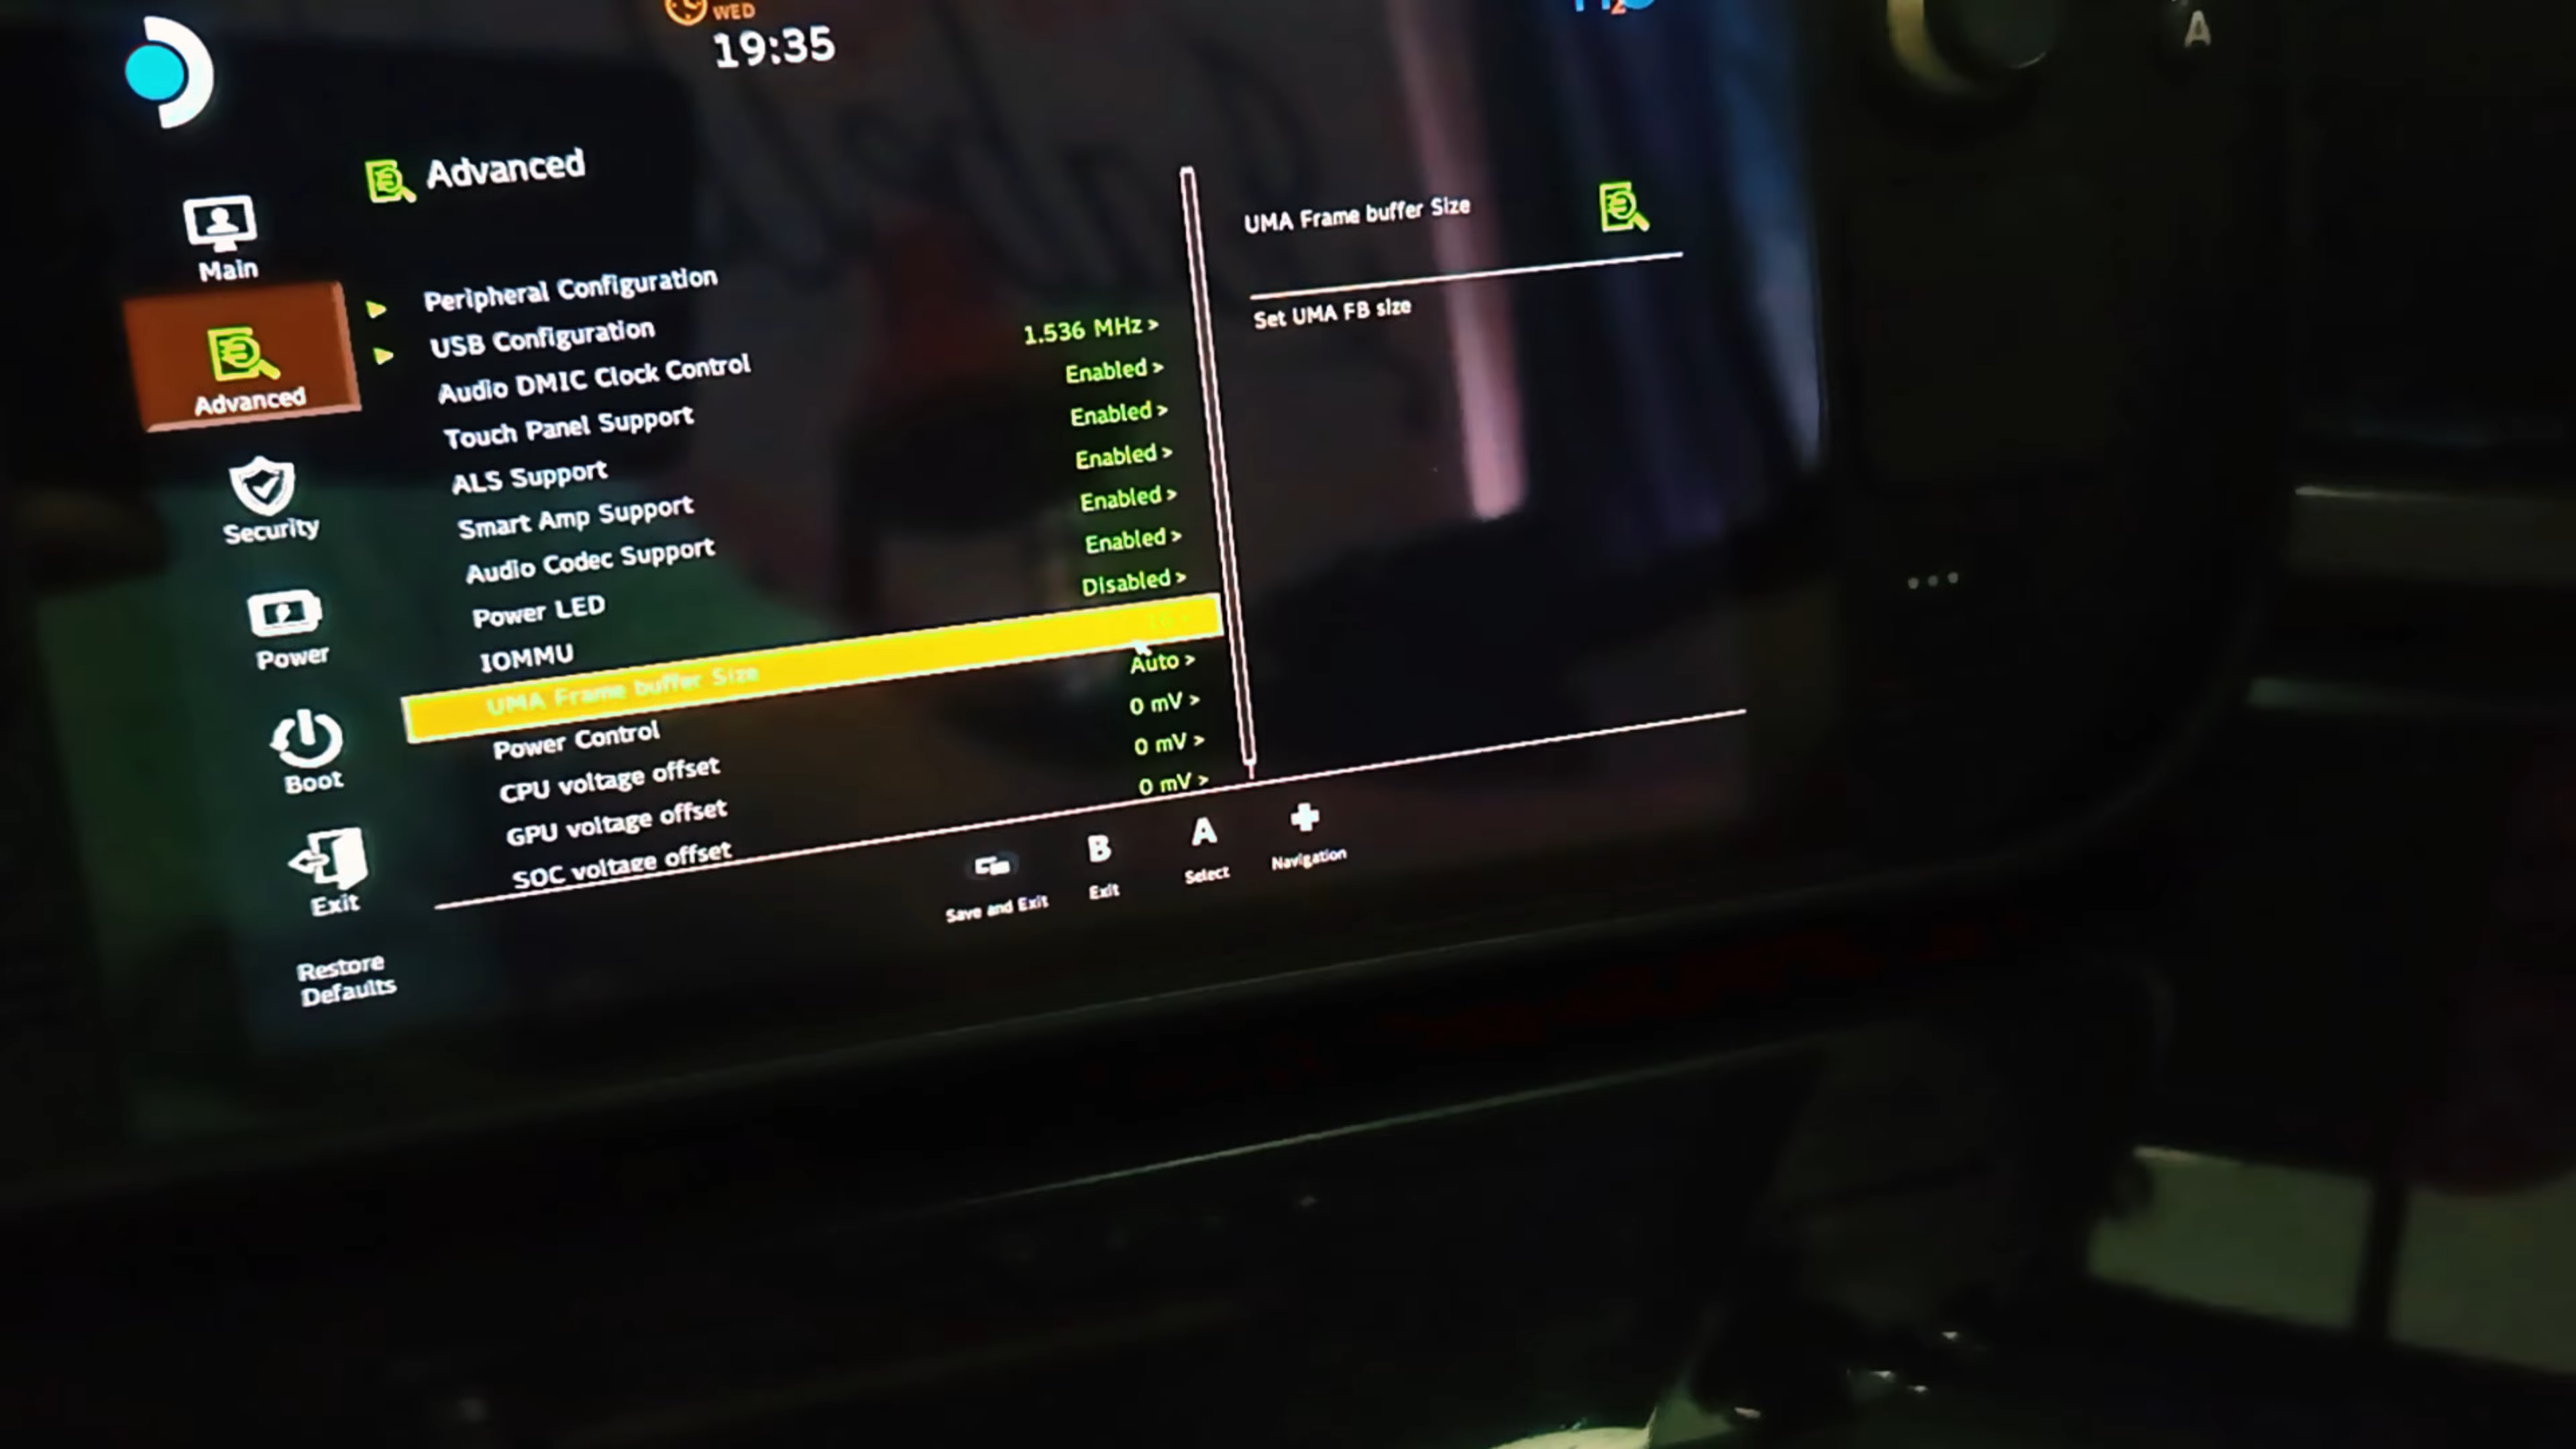 WED
19:35
A
Advanced
Main
Advanced
Security
Power
Boot
Exit
Restore
Defaults
Peripheral Configuration
USB Configuration
Audio DMIC Clock Control 1.536 MHz >
Touch Panel Support Enabled >
ALS Support Enabled >
Smart Amp Support Enabled >
Audio Codec Support Enabled >
Power LED Enabled >
IOMMU Disabled >
UMA Frame buffer Size
Power Control Auto >
CPU voltage offset 0 mV >
GPU voltage offset 0 mV >
SOC voltage offset 0 mV >
UMA Frame buffer Size
Set UMA FB size
B A
Save and Exit Exit Select Navigation